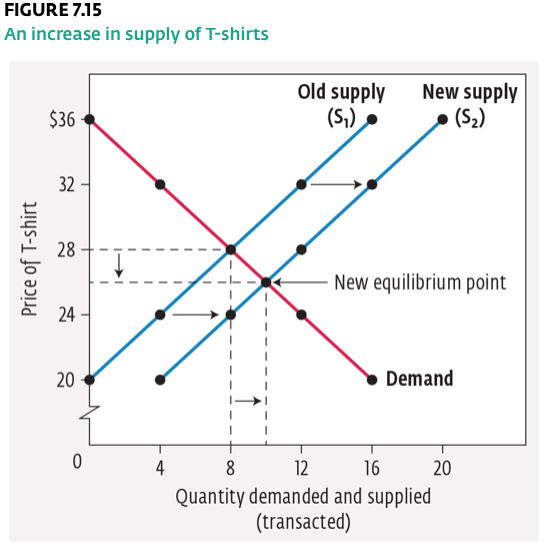 FIGURE 7.15
An increase in supply of T-shirts
Old supply
(S₁)
New supply
(S₂)
$36
32
28
24
20
0
Price of T-shirt
New equilibrium point
Demand
4
8
12
16
20
Quantity demanded and supplied
(transacted)